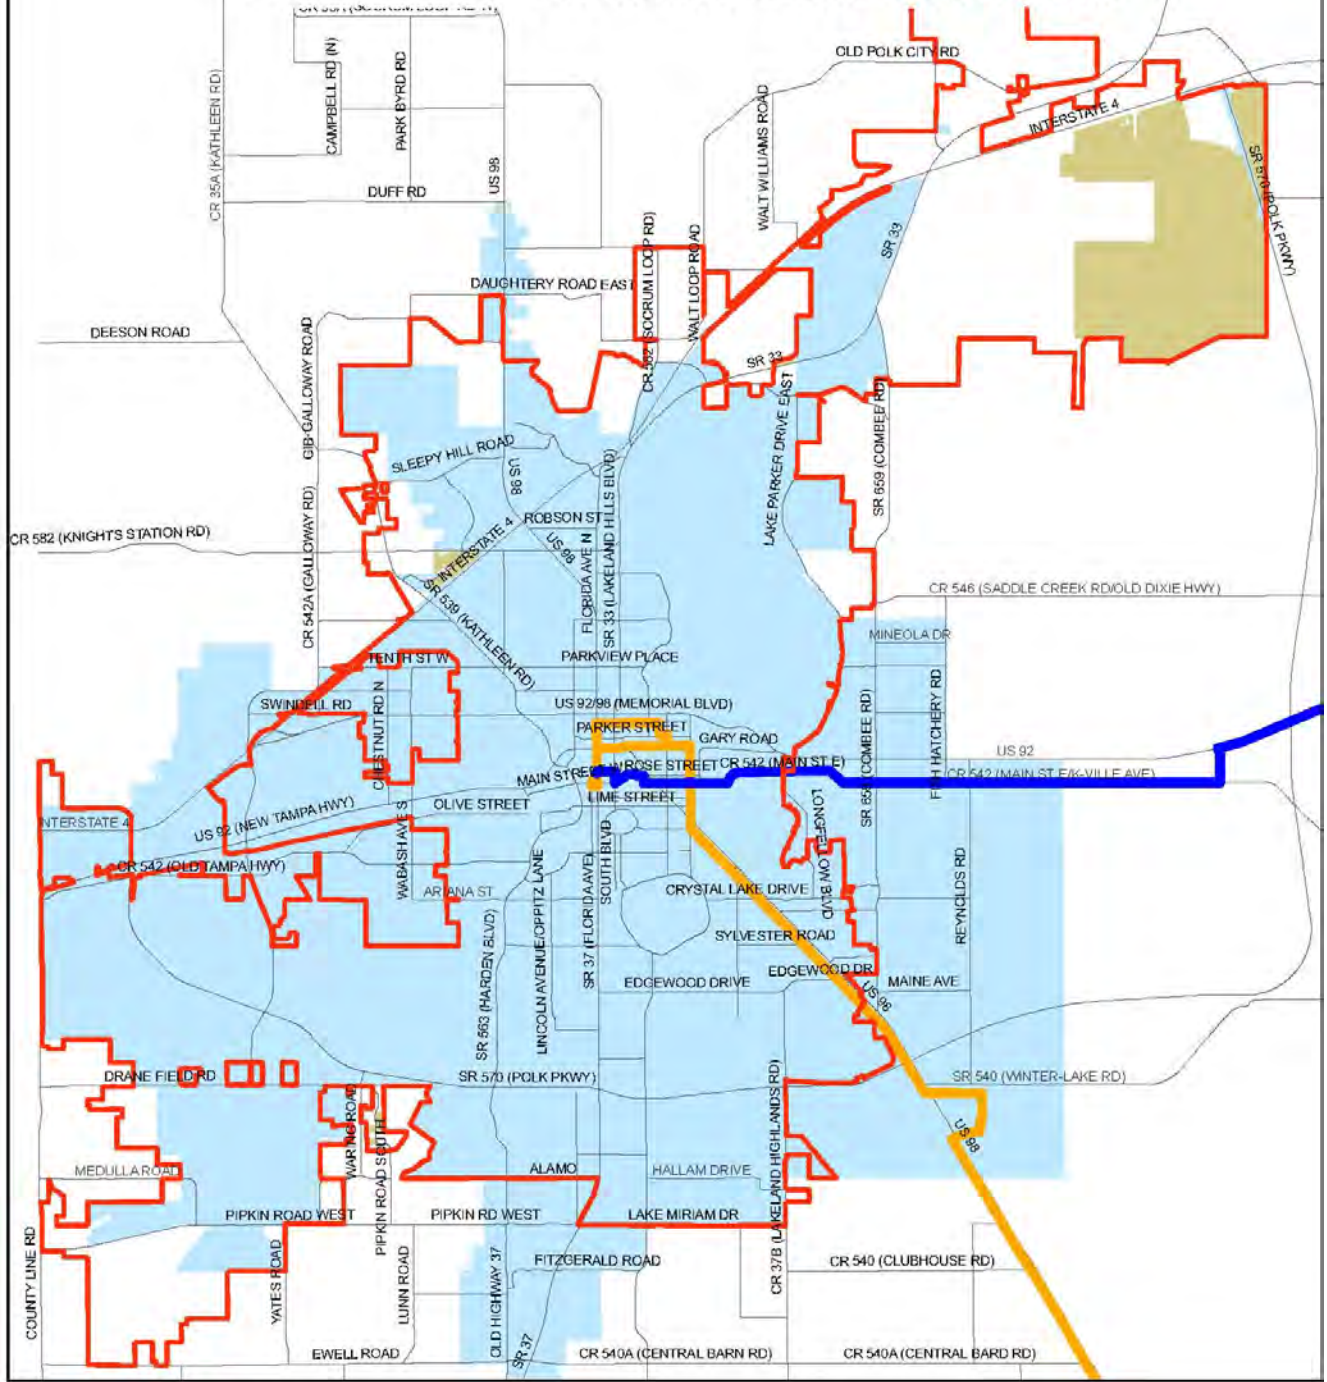 OLD POLK CITY RD
CR 35A (KATHLEEN RD)
CAMPBELL RD (N)
PARK BYRD RD
US 98
DUFF RD
WALT WILLIAMS ROAD
INTERSTATE 4
SR 570 (POLK PKWY)
SR 33
DAUGHTERY ROAD EAST
CR 582 (SOCRUM LOOP RD)
WALT LOOP ROAD
DEESON ROAD
GIB-GALLOWAY ROAD
SR 33
LAKE PARKER DRIVE EAST
SR 659 (COMBEE RD)
SLEEPY HILL ROAD
US 98
ROBSON ST
US 98
CR 582 (KNIGHTS STATION RD)
CR 542A (GALLOWAY RD)
INTERSTATE 4
SR 539 (KATHLEEN RD)
FLORIDA AVE N
SR 33 (LAKELAND HILLS BLVD)
CR 546 (SADDLE CREEK RD/OLD DIXIE HWY)
MINEOLA DR
FISH HATCHERY RD
TENTH ST W
PARKVIEW PLACE
SWINDELL RD
CHESTNUT RD N
US 92/98 (MEMORIAL BLVD)
PARKER STREET
GARY ROAD
US 92
MAIN STREET W
ROSE STREET
CR 542 (MAIN ST E)
CR 542 (MAIN ST E/K-VILLE AVE)
SR 659 (COMBEE RD)
OLIVE STREET
LIME STREET
INTERSTATE 4
US 92 (NEW TAMPA HWY)
CR 542 (OLD TAMPA HWY)
WABASH AVE S
ARIANA ST
LINCOLN AVENUE/OPPITZ LANE
SOUTH BLVD
SR 37 (FLORIDA AVE)
CRYSTAL LAKE DRIVE
LONGFELLOW BLVD
REYNOLDS RD
SYLVESTER ROAD
SR 563 (HARDEN BLVD)
EDGEWOOD DRIVE
EDGEWOOD DR
MAINE AVE
US 98
DRANE FIELD RD
SR 570 (POLK PKWY)
SR 540 (WINTER-LAKE RD)
WARING ROAD
PIPKIN ROAD SOUTH
US 98
MEDULLA ROAD
ALAMO
HALLAM DRIVE
CR 37B (LAKELAND HIGHLANDS RD)
PIPKIN ROAD WEST
PIPKIN RD WEST
LAKE MIRIAM DR
COUNTY LINE RD
YATES ROAD
LUNN ROAD
OLD HIGHWAY 37
FITZGERALD ROAD
CR 540 (CLUBHOUSE RD)
SR 37
EWELL ROAD
CR 540A (CENTRAL BARN RD)
CR 540A (CENTRAL BARD RD)